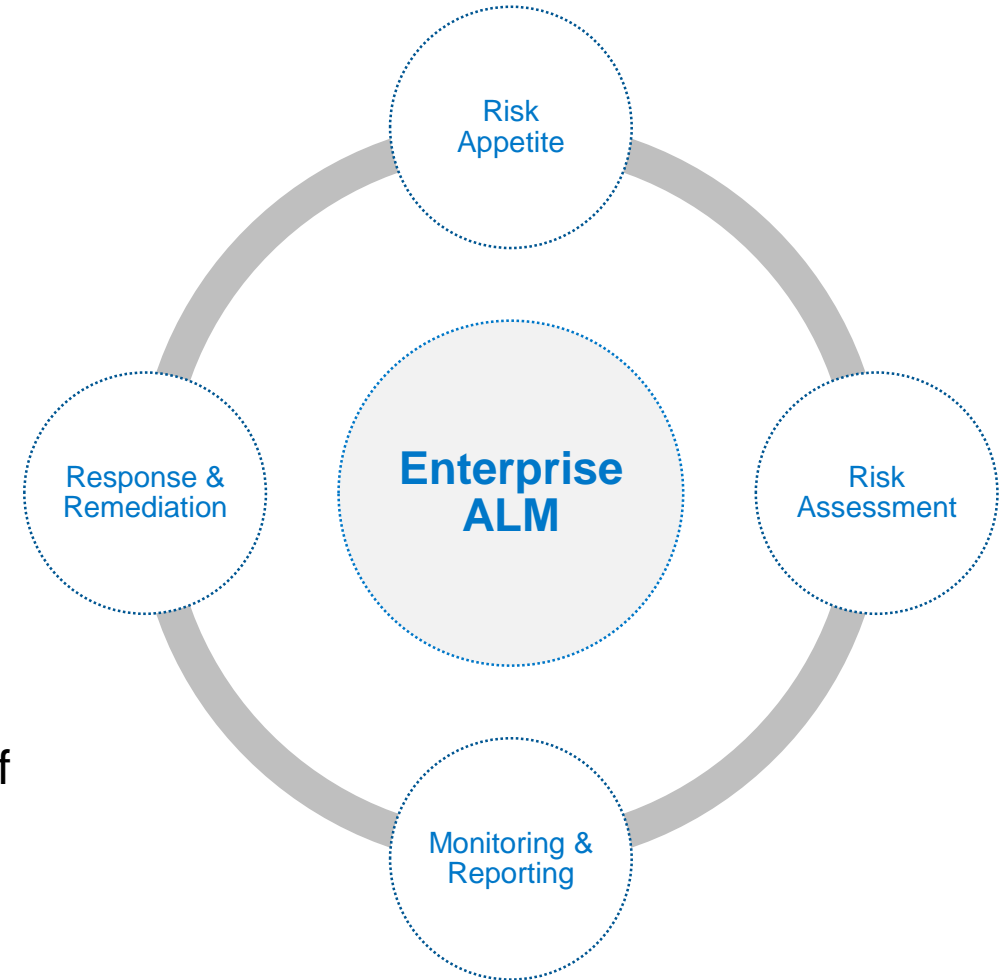 Risk
Appetite
Response &
Remediation
Enterprise
ALM
Risk
Assessment
f
Monitoring &
Reporting